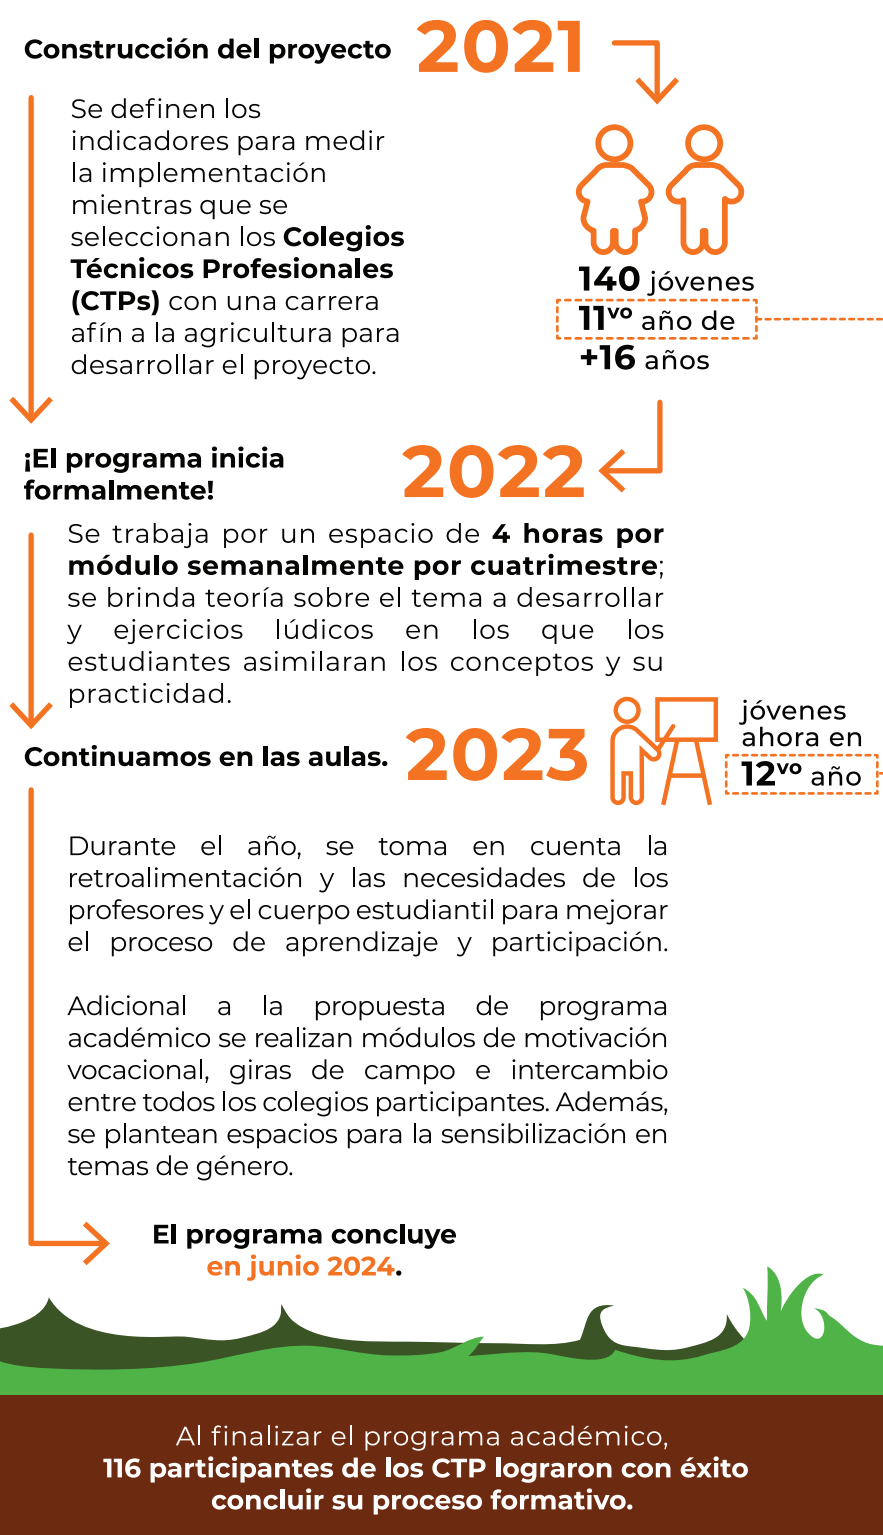 Construcción del proyecto
2021
Se definen los
indicadores para medir
la implementación
mientras que se
seleccionan los Colegios
Técnicos Profesionales
(CTPs) con una carrera
afín a la agricultura para
desarrollar el proyecto.
140 jóvenes
11vo año de
+16 años
¡El programa inicia
formalmente!
2022
Se trabaja por un espacio de 4 horas por
módulo semanalmente por cuatrimestre;
se brinda teoría sobre el tema a desarrollar
y ejercicios lúdicos en los que los
estudiantes asimilaran los conceptos y su
practicidad.
Continuamos en las aulas.
2023
jóvenes
ahora en
12vo año
Durante el año, se toma en cuenta la
retroalimentación y las necesidades de los
profesores y el cuerpo estudiantil para mejorar
el proceso de aprendizaje y participación.
Adicional a la propuesta de programa
académico se realizan módulos de motivación
vocacional, giras de campo e intercambio
entre todos los colegios participantes. Además,
se plantean espacios para la sensibilización en
temas de género.
El programa concluye
en junio 2024.
Al finalizar el programa académico,
116 participantes de los CTP lograron con éxito
concluir su proceso formativo.